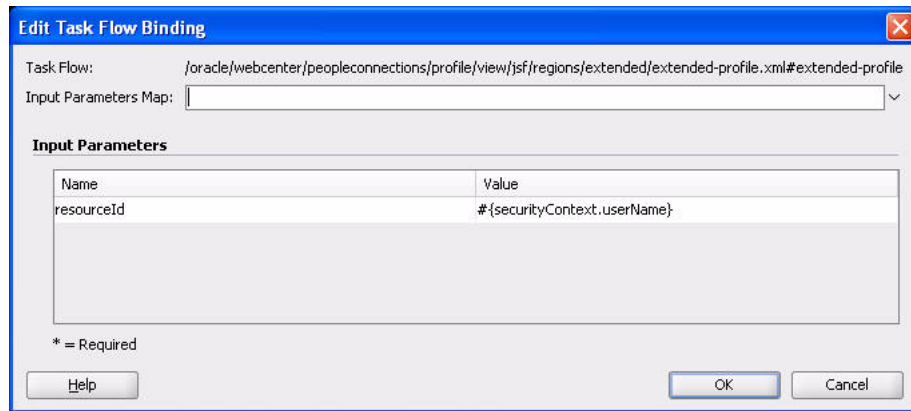 Edit Task Flow Binding
Task Flow: /oracle/webcenter/peopleconnections/profile/view/jsf/regions/extended/extended-profile.xml#extended-profile
Input Parameters Map:
Input Parameters
Name Value
resourceId #{securityContext.userName}
* = Required
Help OK Cancel